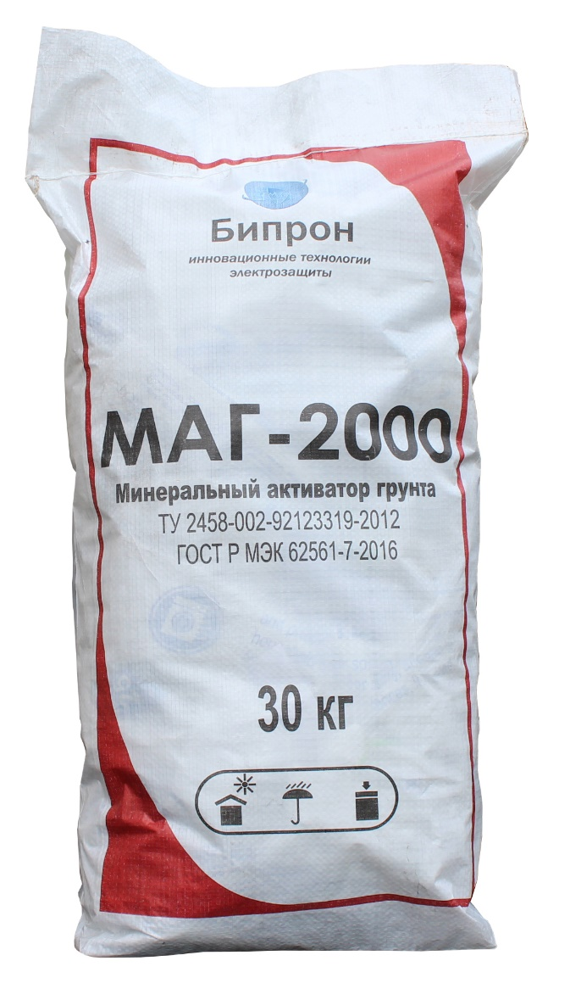 Бипрон
инновационные технологии
электрозащиты
МАГ-2000
Минеральный активатор грунта
ТУ 2458-002-92123319-2012
ГОСТ Р МЭК 62561-7-2016
30 кг